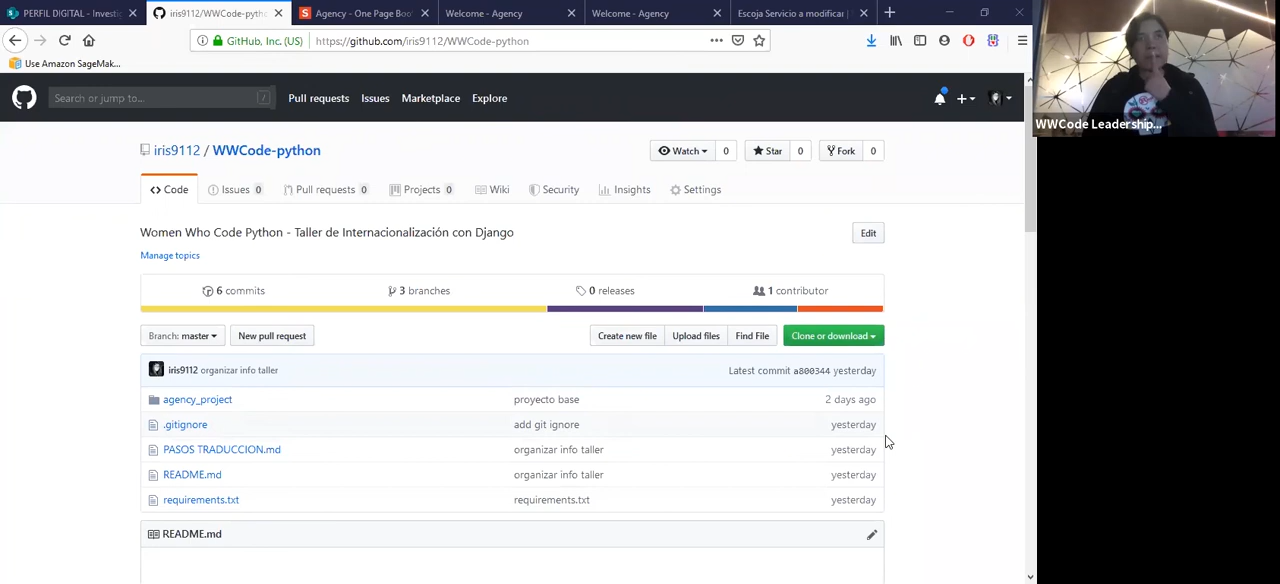 PERFIL DIGITAL - Investig
iris9112/WWCode-pytho
Agency - One Page Boo
Welcome - Agency
Welcome - Agency
Escoja Servicio a modificar |
GitHub, Inc. (US)
https://github.com/iris9112/WWCode-python
Use Amazon SageMak...
Search or jump to...
/
Pull requests
Issues
Marketplace
Explore
WWCode Leadership...
iris9112 / WWCode-python
Watch
0
Star
0
Fork
0
Code
Issues 0
Pull requests 0
Projects 0
Wiki
Security
Insights
Settings
Women Who Code Python - Taller de Internacionalización con Django
Edit
Manage topics
6 commits
3 branches
0 releases
1 contributor
Branch: master
New pull request
Create new file
Upload files
Find File
Clone or download
iris9112 organizar info taller
Latest commit a800344 yesterday
agency_project
proyecto base
2 days ago
.gitignore
add git ignore
yesterday
PASOS TRADUCCION.md
organizar info taller
yesterday
README.md
organizar info taller
yesterday
requirements.txt
requirements.txt
yesterday
README.md